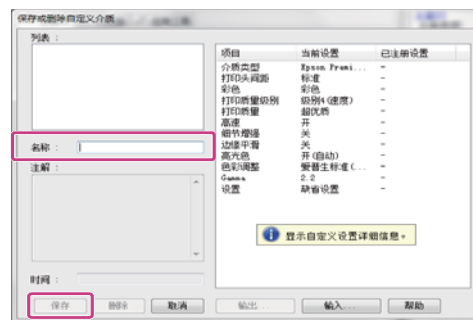 保存或删除自定义介质
列表：
项目 当前设置 已注册设置
介质类型 Epson Premi... -
打印头间距 标准 -
彩色 彩色 -
打印质量级别 级别4(速度) -
打印质量 超优质 -
高速 开 -
细节增强 关 -
边缘平滑 关 -
高光色 开(自动) -
色彩调整 爱普生标准(... -
Gamma 2.2 -
设置 缺省设置 -
名称：
注解：
显示自定义设置详细信息。
时间：
保存 删除 取消 输出... 输入... 帮助